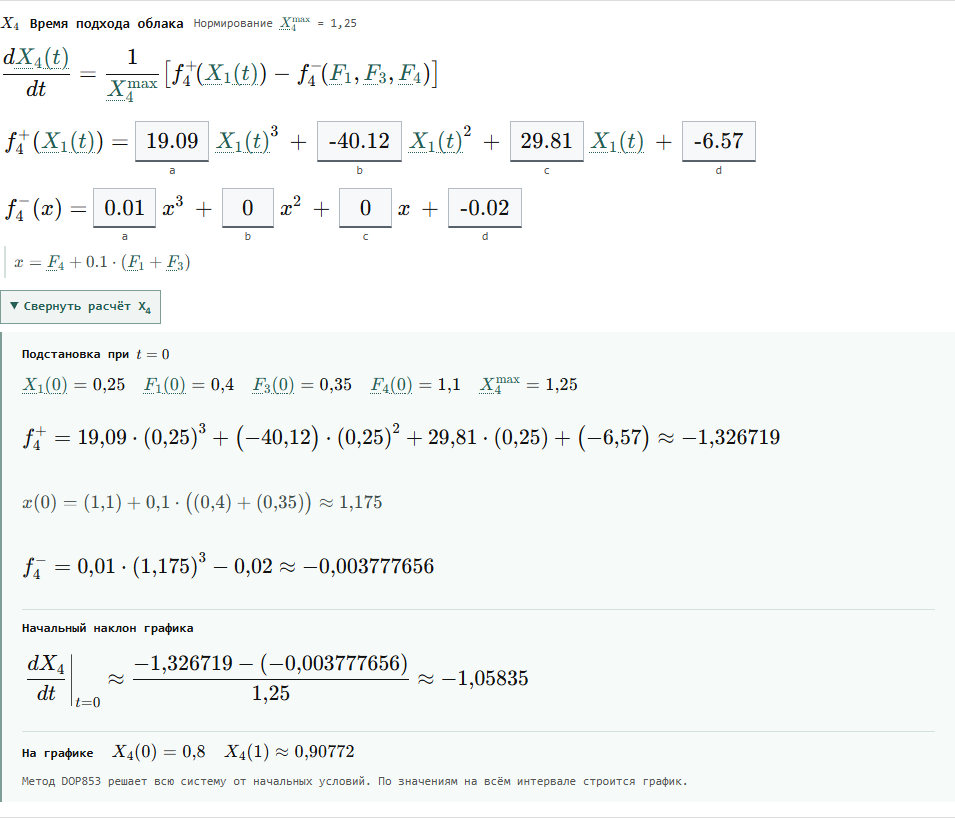 X₄ Время подхода облака Нормирование X₄ᵐᵃˣ = 1,25
dX₄(t)/dt = 1/X₄ᵐᵃˣ [f₄⁺(X₁(t)) − f₄⁻(F₁, F₃, F₄)]
f₄⁺(X₁(t)) = 19.09 X₁(t)³ + -40.12 X₁(t)² + 29.81 X₁(t) + -6.57
a b c d
f₄⁻(x) = 0.01 x³ + 0 x² + 0 x + -0.02
a b c d
x = F₄ + 0.1 · (F₁ + F₃)
▼ Свернуть расчёт X₄
Подстановка при t = 0
X₁(0) = 0,25 F₁(0) = 0,4 F₃(0) = 0,35 F₄(0) = 1,1 X₄ᵐᵃˣ = 1,25
f₄⁺ = 19,09 · (0,25)³ + (−40,12) · (0,25)² + 29,81 · (0,25) + (−6,57) ≈ −1,326719
x(0) = (1,1) + 0,1 · ((0,4) + (0,35)) ≈ 1,175
f₄⁻ = 0,01 · (1,175)³ − 0,02 ≈ −0,003777656
Начальный наклон графика
dX₄/dt|ₜ₌₀ ≈ −1,326719 − (−0,003777656)/1,25 ≈ −1,05835
На графике X₄(0) = 0,8 X₄(1) ≈ 0,90772
Метод DOP853 решает всю систему от начальных условий. По значениям на всём интервале строится график.